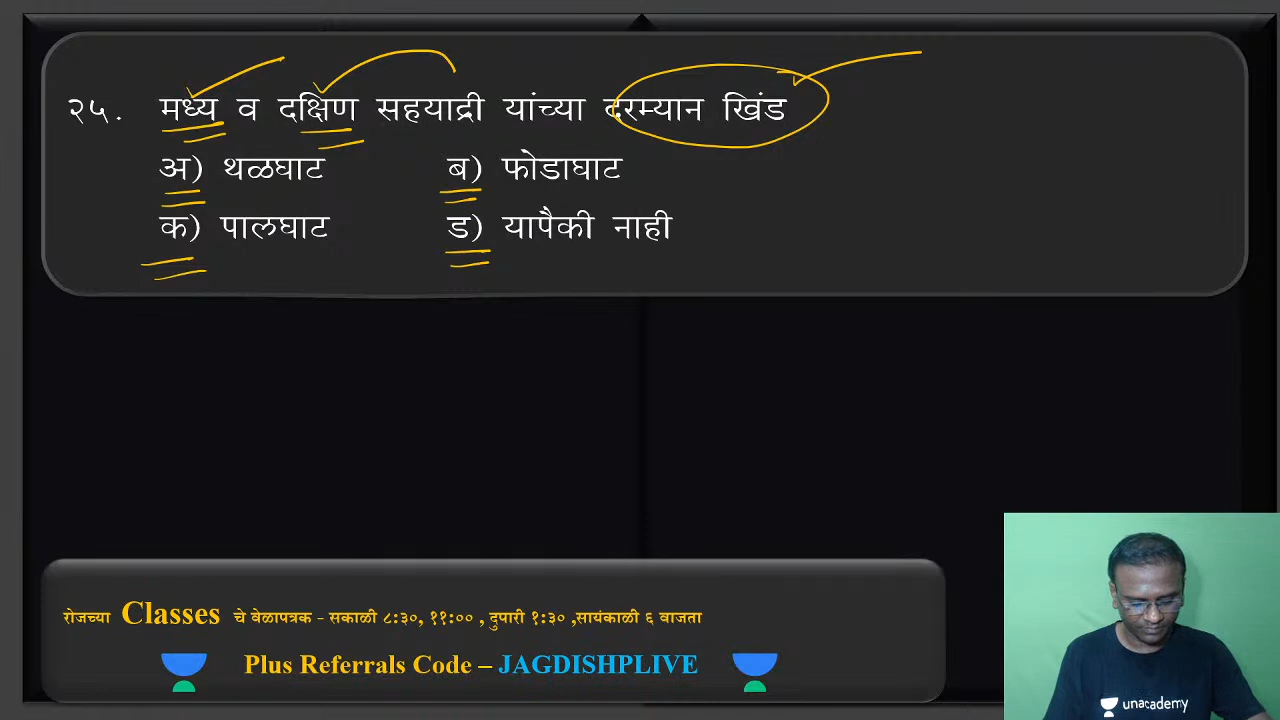 २५. मध्य व दक्षिण सहयाद्री यांच्या दरम्यान खिंड
अ) थळघाट ब) फोडाघाट
क) पालघाट ड) यापैकी नाही
रोजच्या Classes चे वेळापत्रक - सकाळी ८:३०, ११:०० , दुपारी १:३० ,सायंकाळी ६ वाजता
Plus Referrals Code – JAGDISHPLIVE
unacademy